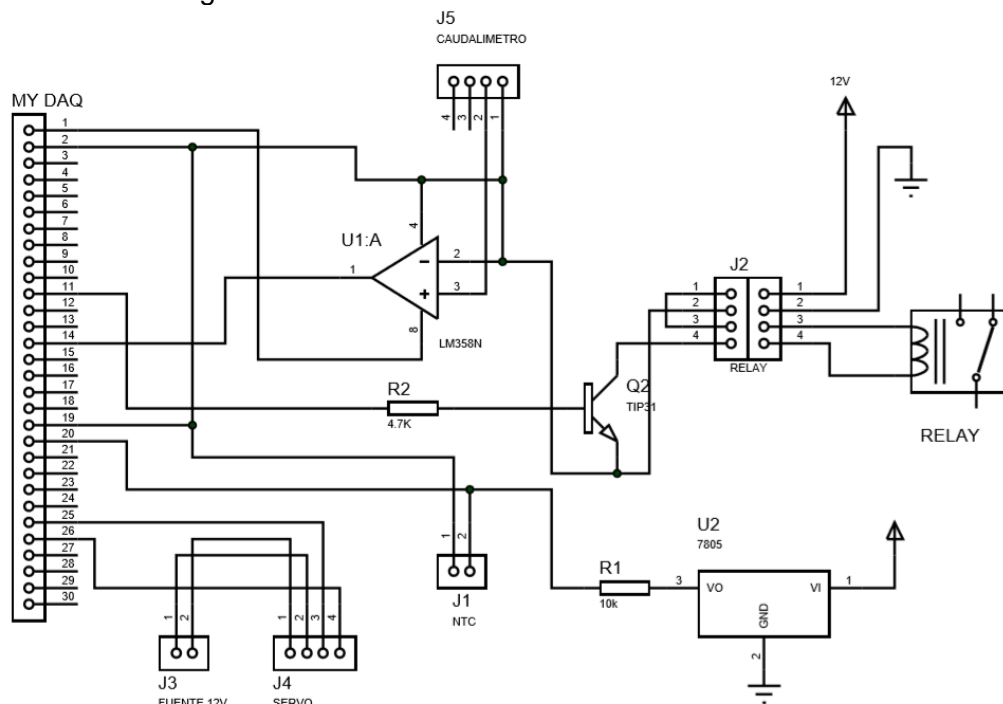 J5
CAUDALIMETRO
4 3 2 1
12V
MY DAQ
1
2
3
4
5
6
7
8
9
10
11
12
13
14
15
16
17
18
19
20
21
22
23
24
25
26
27
28
29
30
U1:A
4
1
2
3
8
LM358N
J2
1 1
2 2
3 3
4 4
RELAY
R2
4.7K
Q2
TIP31
RELAY
U2
7805
R1
10k
3 VO VI 1
GND
2
1 2
J1
NTC
1 2
J3
FUENTE 12V
1 2 3 4
J4
SERVO